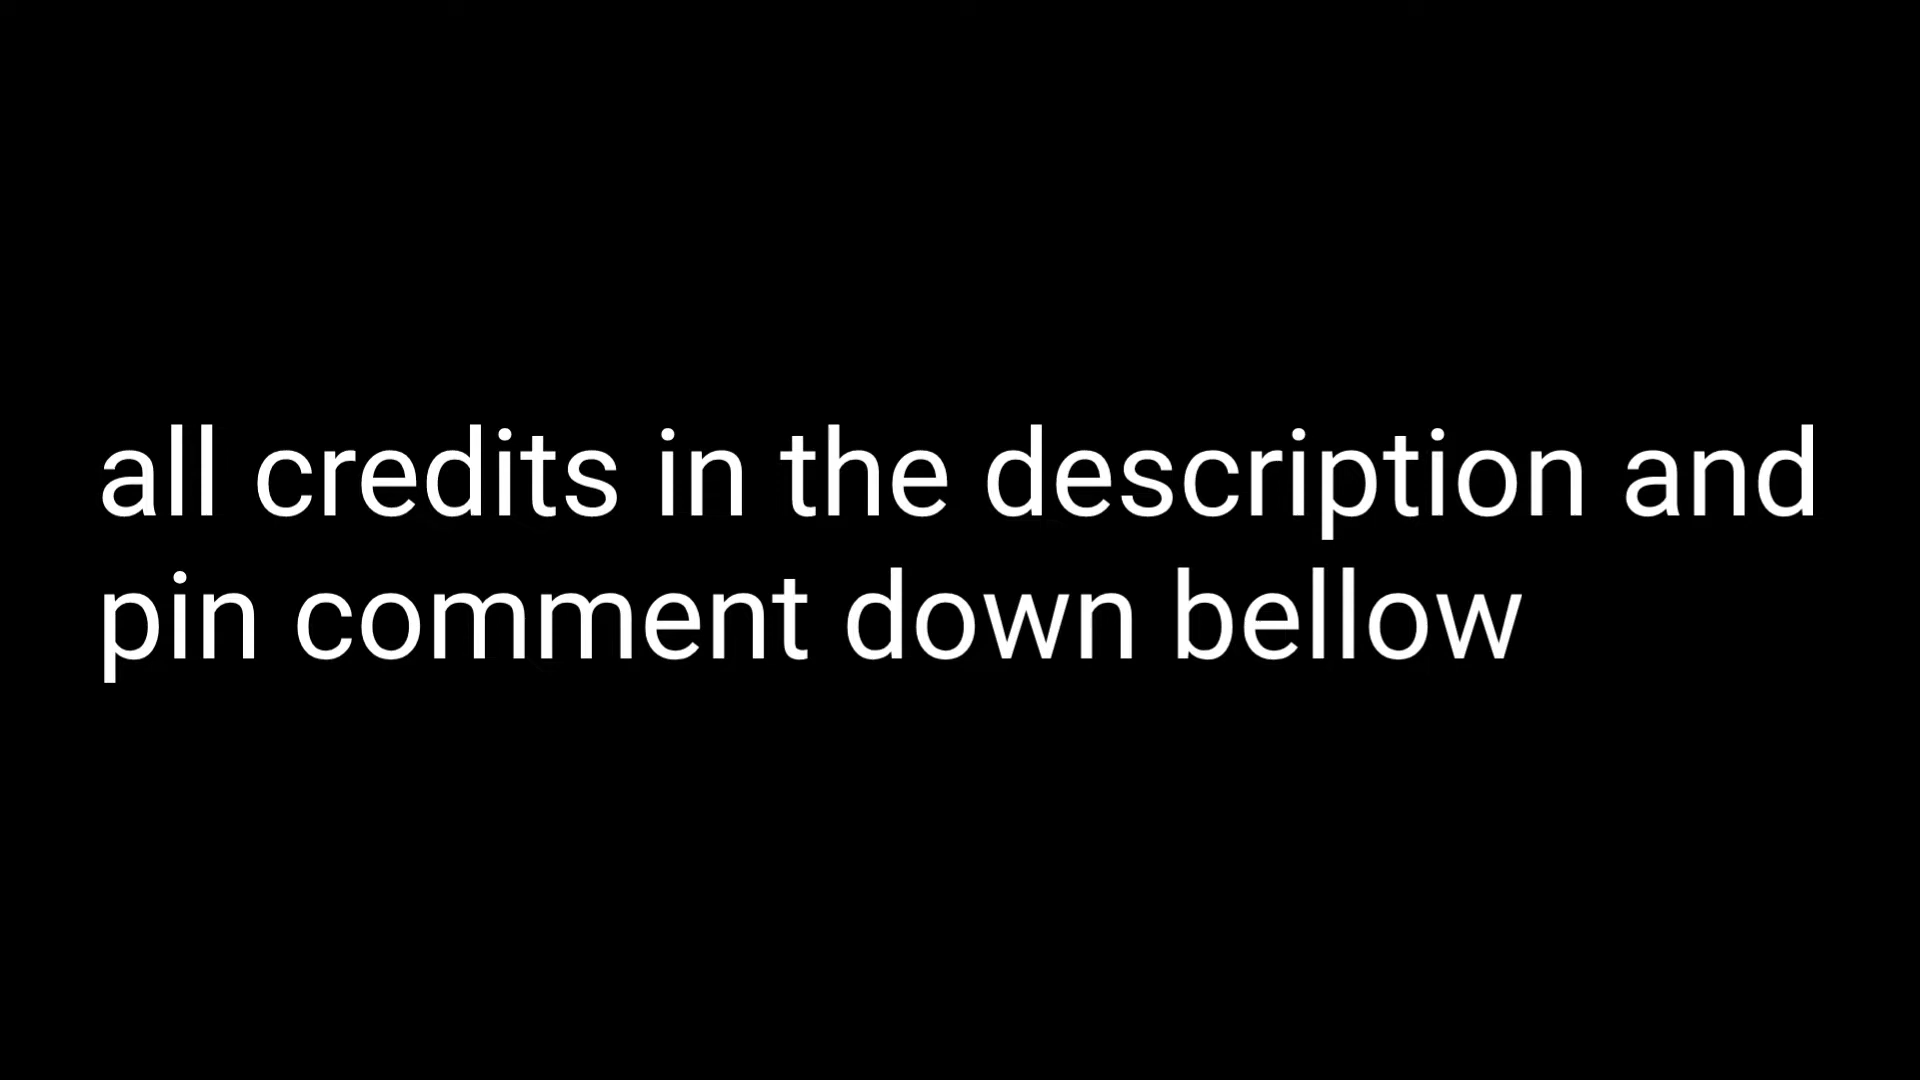 all credits in the description and
pin comment down bellow